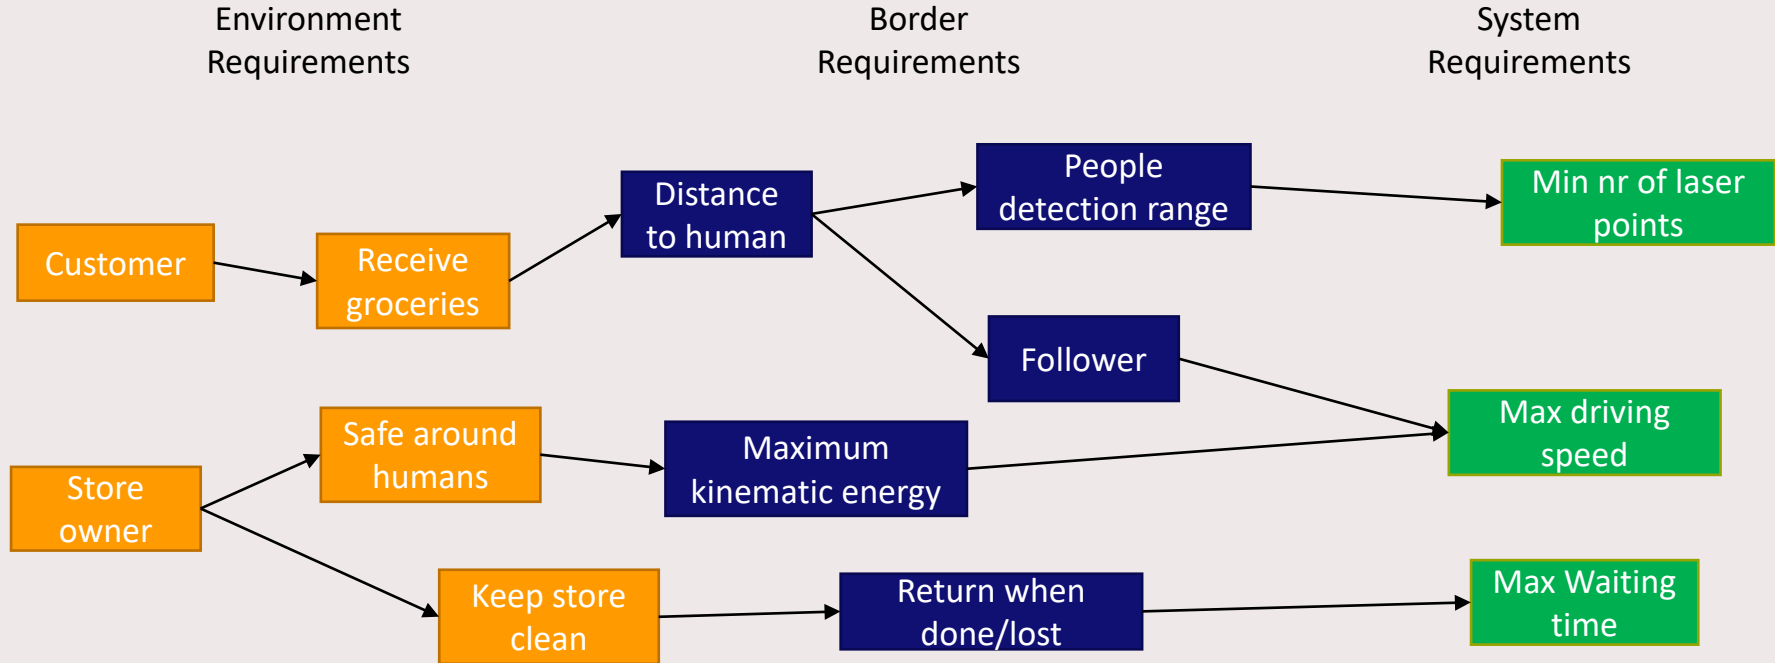 Environment
Requirements
Border
Requirements
System
Requirements
Customer
Receive
groceries
Distance
to human
People
detection range
Min nr of laser
points
Follower
Store
owner
Safe around
humans
Maximum
kinematic energy
Max driving
speed
Keep store
clean
Return when
done/lost
Max Waiting
time